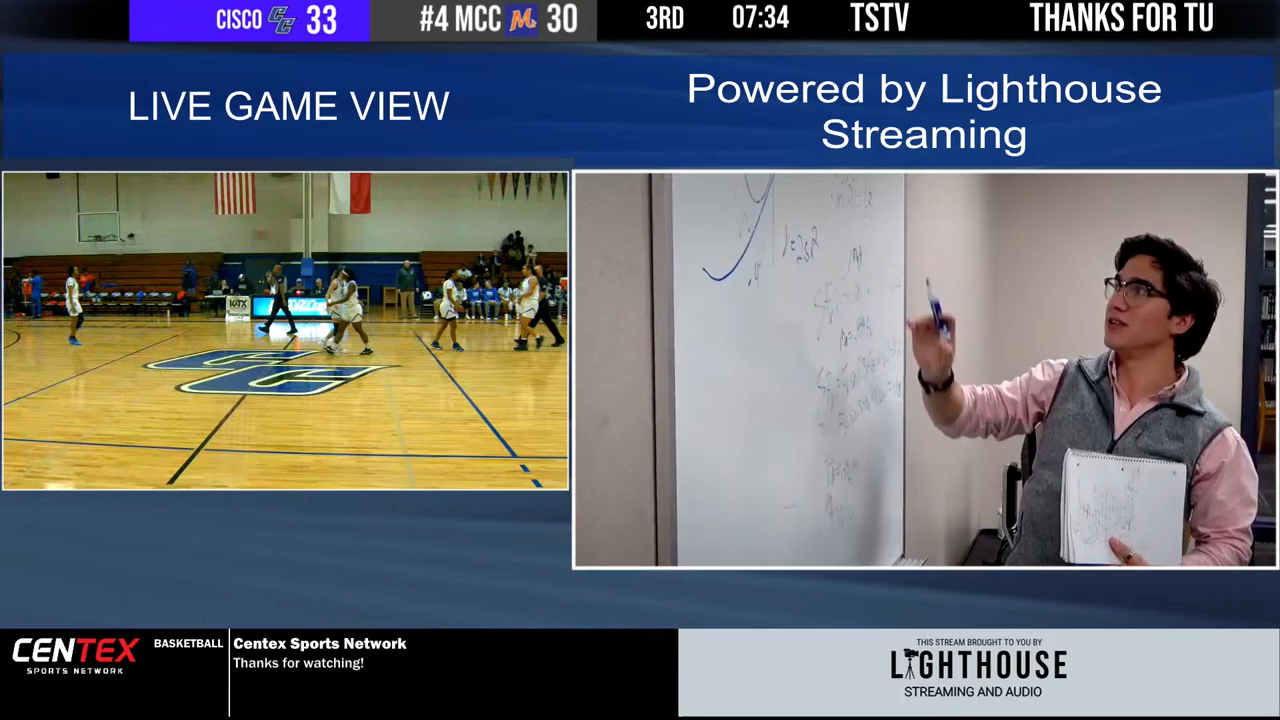 CISCO CC 33 #4 MCC M 30 3RD 07:34 TSTV THANKS FOR TU
LIVE GAME VIEW
Powered by Lighthouse
Streaming
KATX
CENTEX
SPORTS NETWORK
BASKETBALL
Centex Sports Network
Thanks for watching!
THIS STREAM BROUGHT TO YOU BY
LIGHTHOUSE
STREAMING AND AUDIO